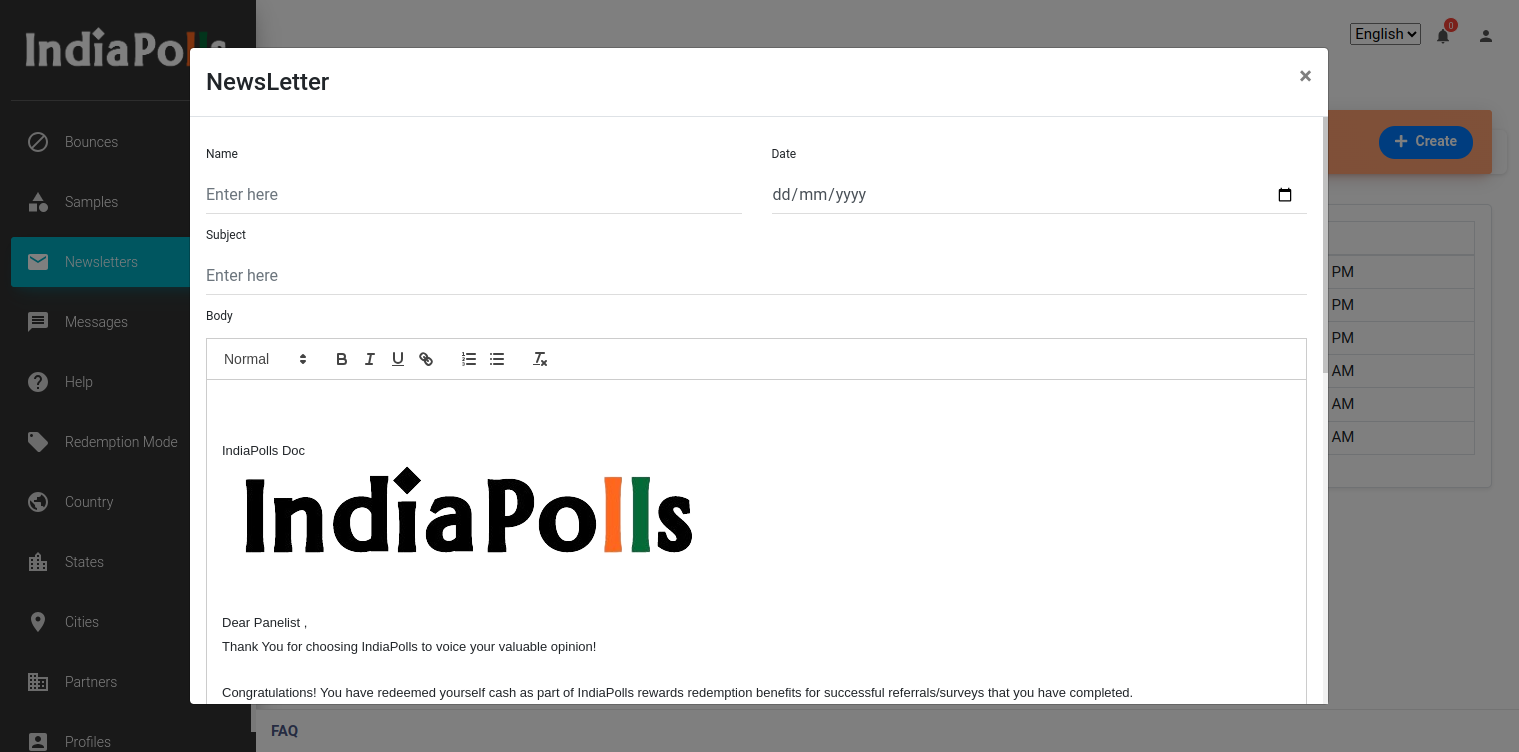 IndiaPolls
English
0
NewsLetter
×
Create
Bounces
Samples
Newsletters
Messages
Help
Redemption Mode
Country
States
Cities
Partners
Profiles
Name
Date
Enter here
dd/mm/yyyy
Subject
Enter here
Body
Normal
B I U
IndiaPolls Doc
IndiaPolls
Dear Panelist ,
Thank You for choosing IndiaPolls to voice your valuable opinion!
Congratulations! You have redeemed yourself cash as part of IndiaPolls rewards redemption benefits for successful referrals/surveys that you have completed.
PM
PM
PM
AM
AM
AM
FAQ